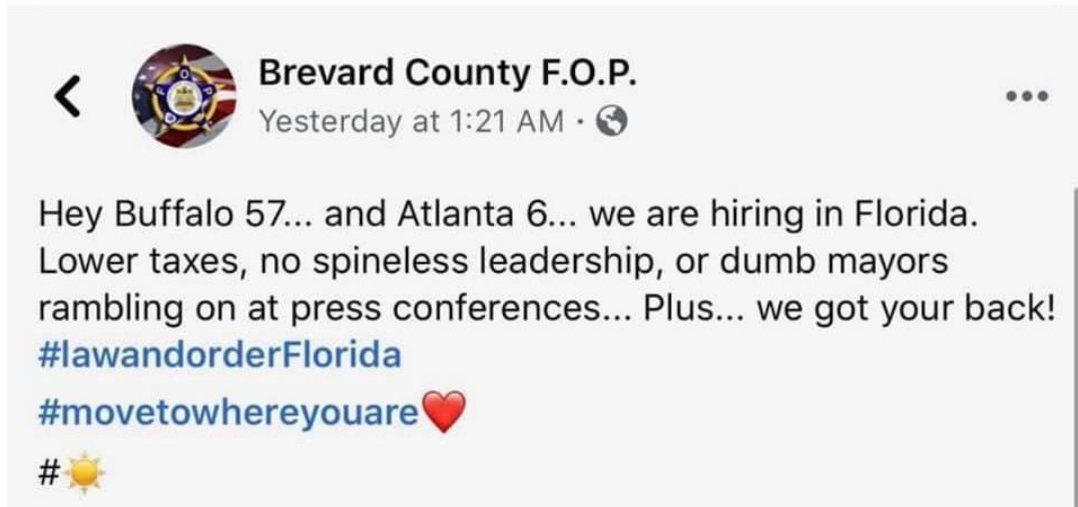 Brevard County F.O.P.
Yesterday at 1:21 AM ·
Hey Buffalo 57... and Atlanta 6... we are hiring in Florida.
Lower taxes, no spineless leadership, or dumb mayors
rambling on at press conferences... Plus... we got your back!
#lawandorderFlorida
#movetowhereyouare❤️
#☀️